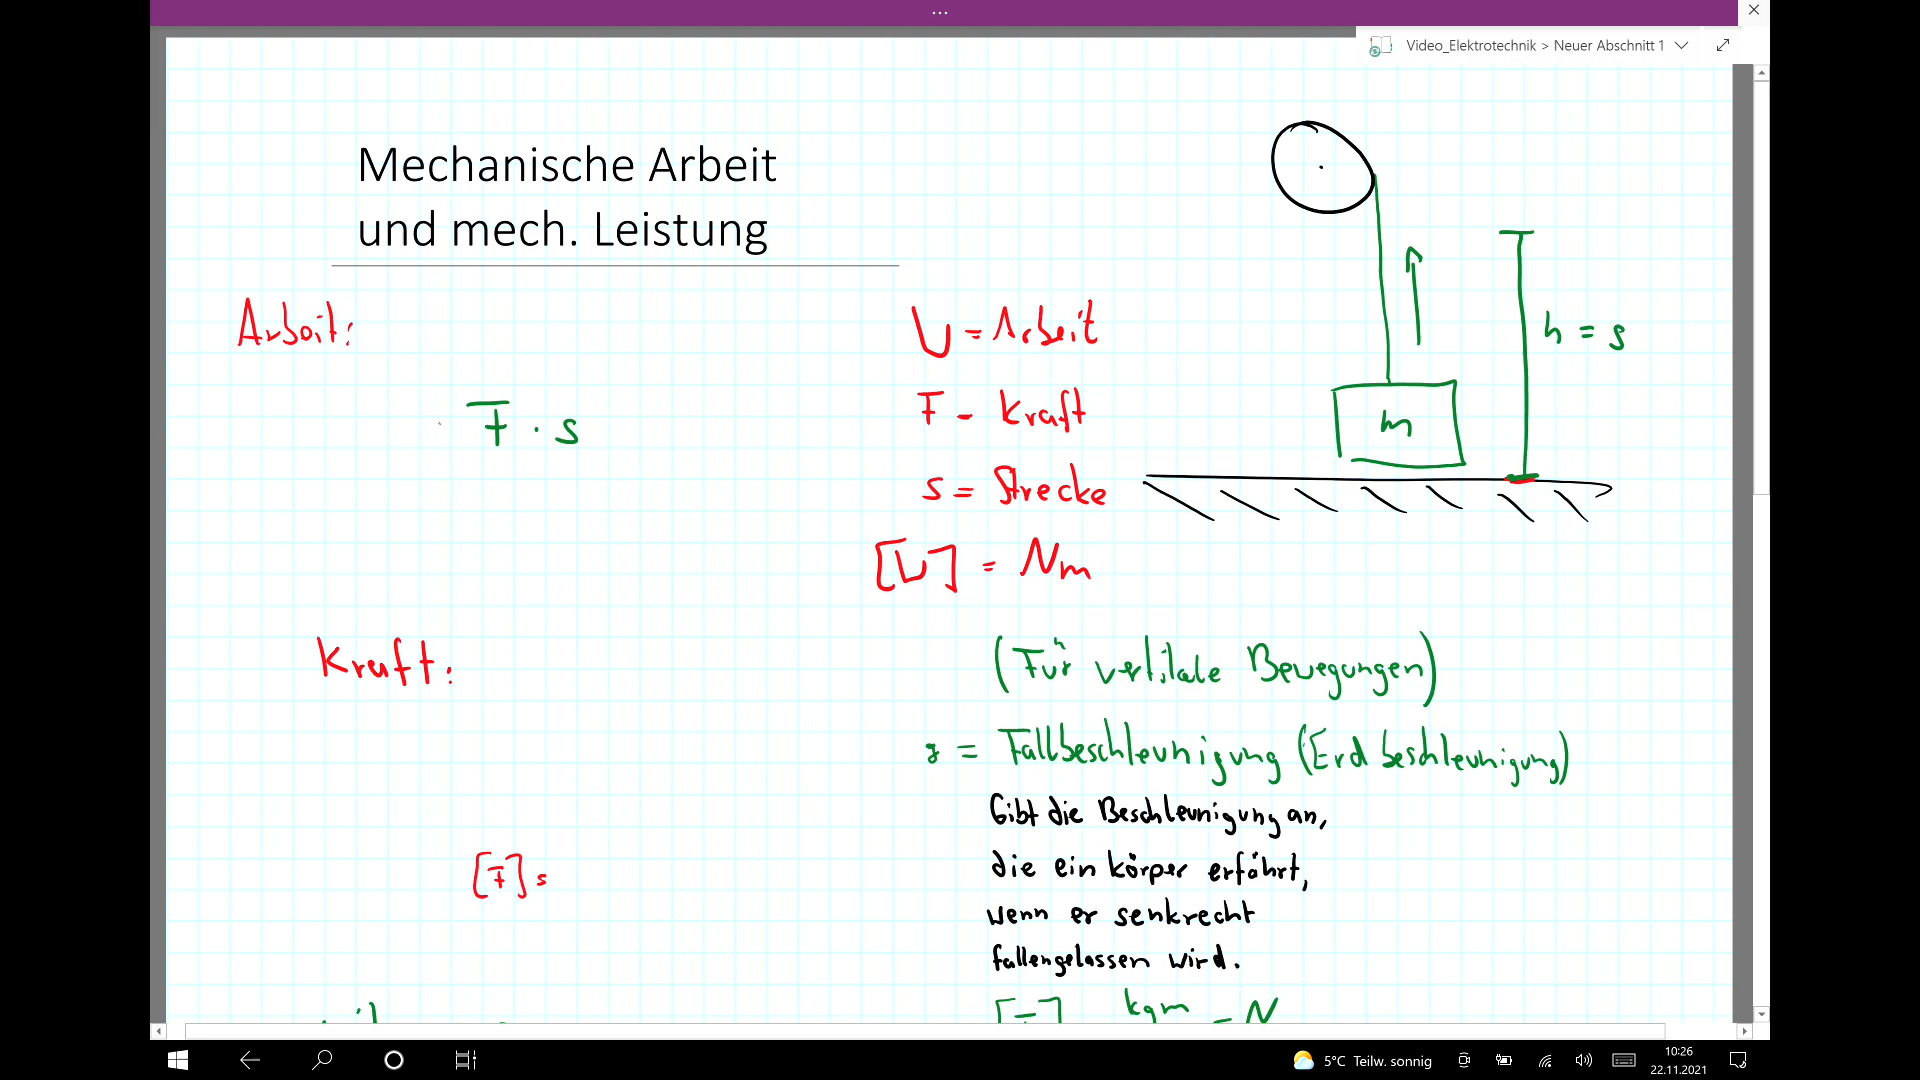 Video_Elektrotechnik > Neuer Abschnitt 1
Mechanische Arbeit
und mech. Leistung
Arbeit:
F · s
W = Arbeit
F = Kraft
s = Strecke
[W] = Nm
m
h = s
Kraft:
[F] =
(Für vertikale Bewegungen)
g = Fallbeschleunigung (Erdbeschleunigung)
Gibt die Beschleunigung an,
die ein körper erfährt,
wenn er senkrecht
fallengelassen wird.
kgm
= N
5°C Teilw. sonnig
10:26
22.11.2021